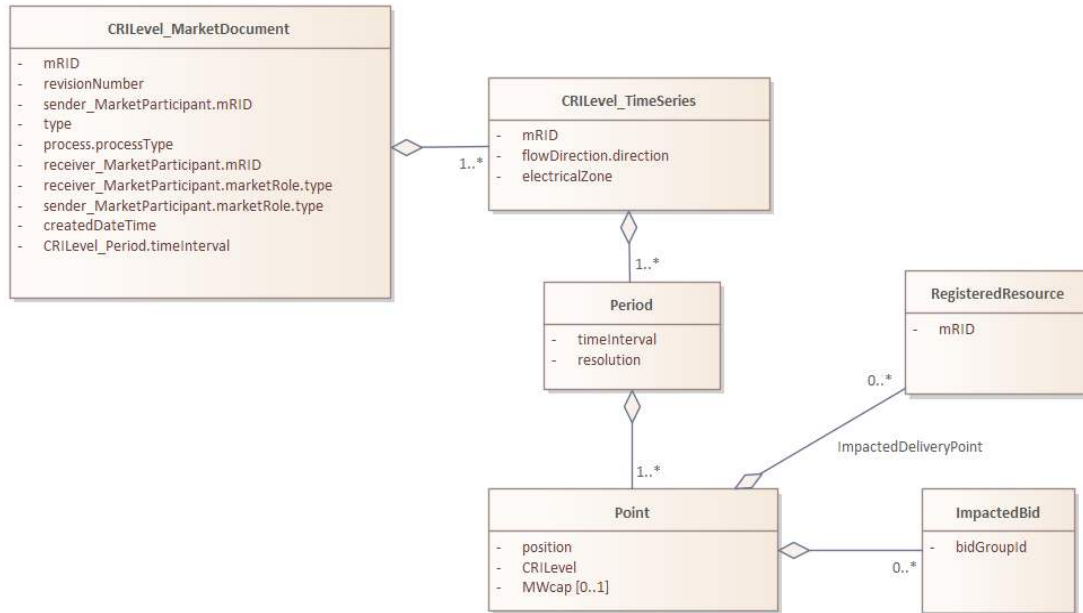 CRILevel_MarketDocument
- mRID
- revisionNumber
- sender_MarketParticipant.mRID
- type
- process.processType
- receiver_MarketParticipant.mRID
- receiver_MarketParticipant.marketRole.type
- sender_MarketParticipant.marketRole.type
- createdDateTime
- CRILevel_Period.timeInterval
1..*
CRILevel_TimeSeries
- mRID
- flowDirection.direction
- electricalZone
1..*
Period
- timeInterval
- resolution
1..*
RegisteredResource
- mRID
0..*
ImpactedDeliveryPoint
Point
- position
- CRILevel
- MWcap [0..1]
ImpactedBid
- bidGroupId
0..*